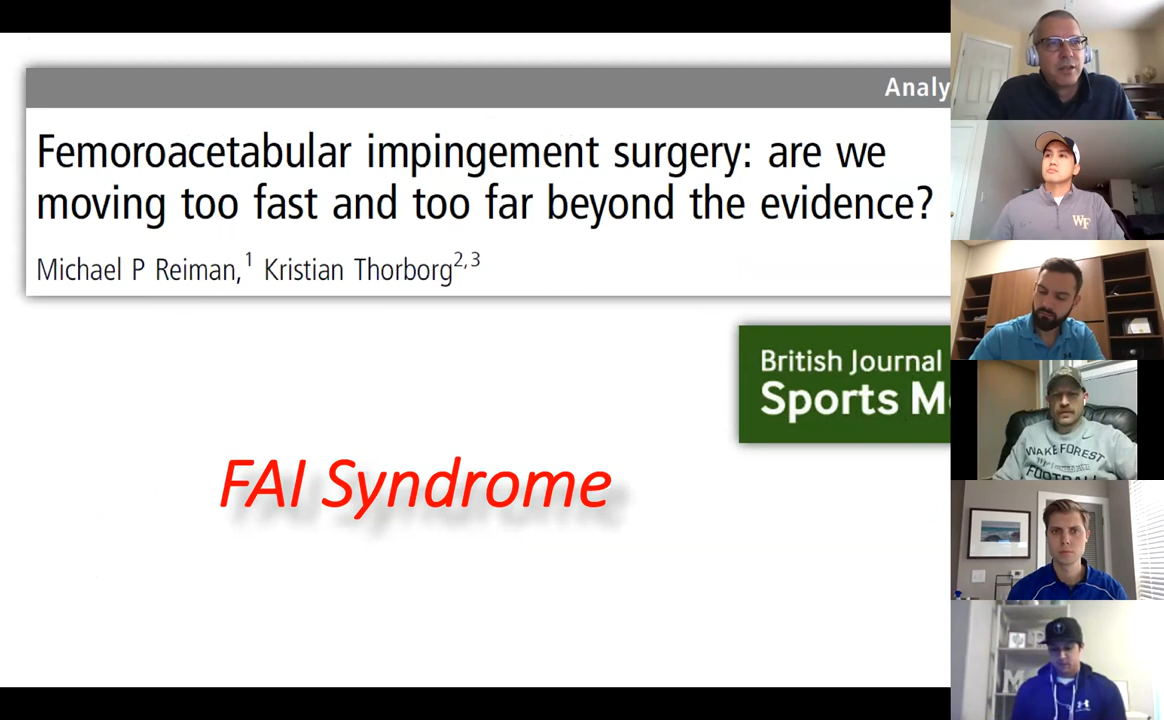 Analy
Femoroacetabular impingement surgery: are we
moving too fast and too far beyond the evidence?
Michael P Reiman,1 Kristian Thorborg2,3
British Journal
Sports M
FAI Syndrome
WF
WAKE FOREST
FOOTBALL